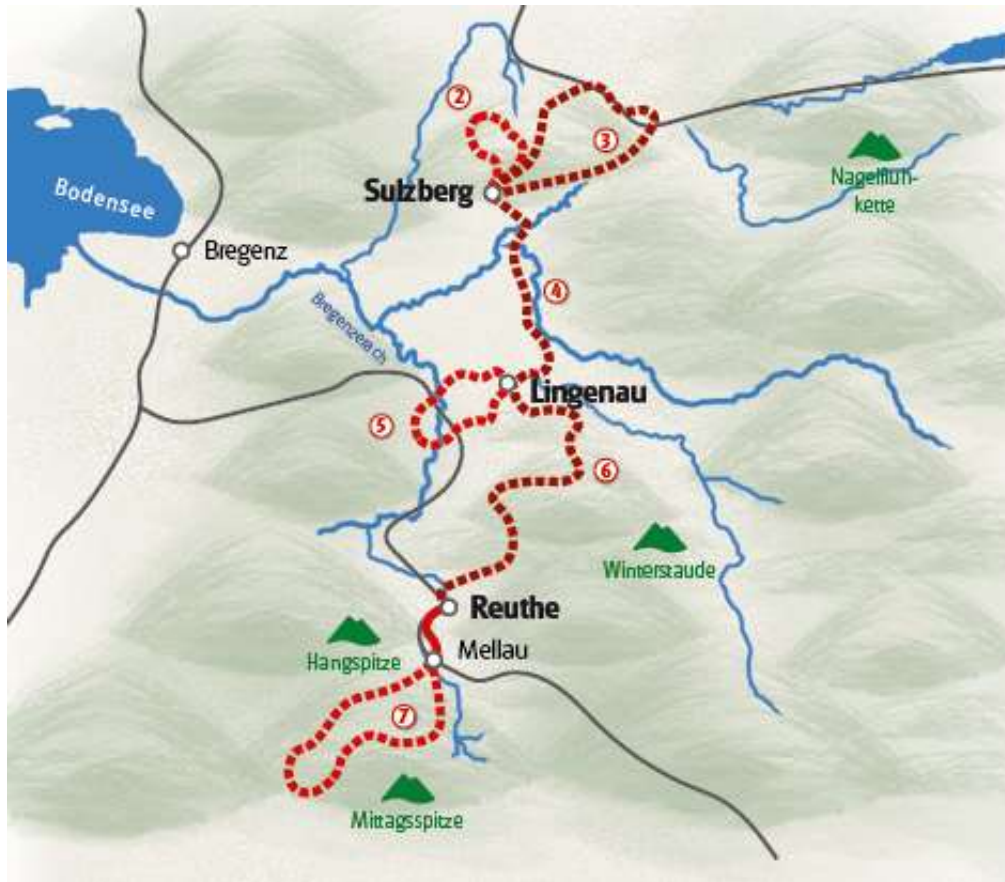 ②
③
Sulzberg
Nagelfluh-
kette
Bodensee
Bregenz
④
Bregenzerach
Lingenau
⑤
⑥
Winterstaude
Reuthe
Hangspitze
Mellau
⑦
Mittagsspitze